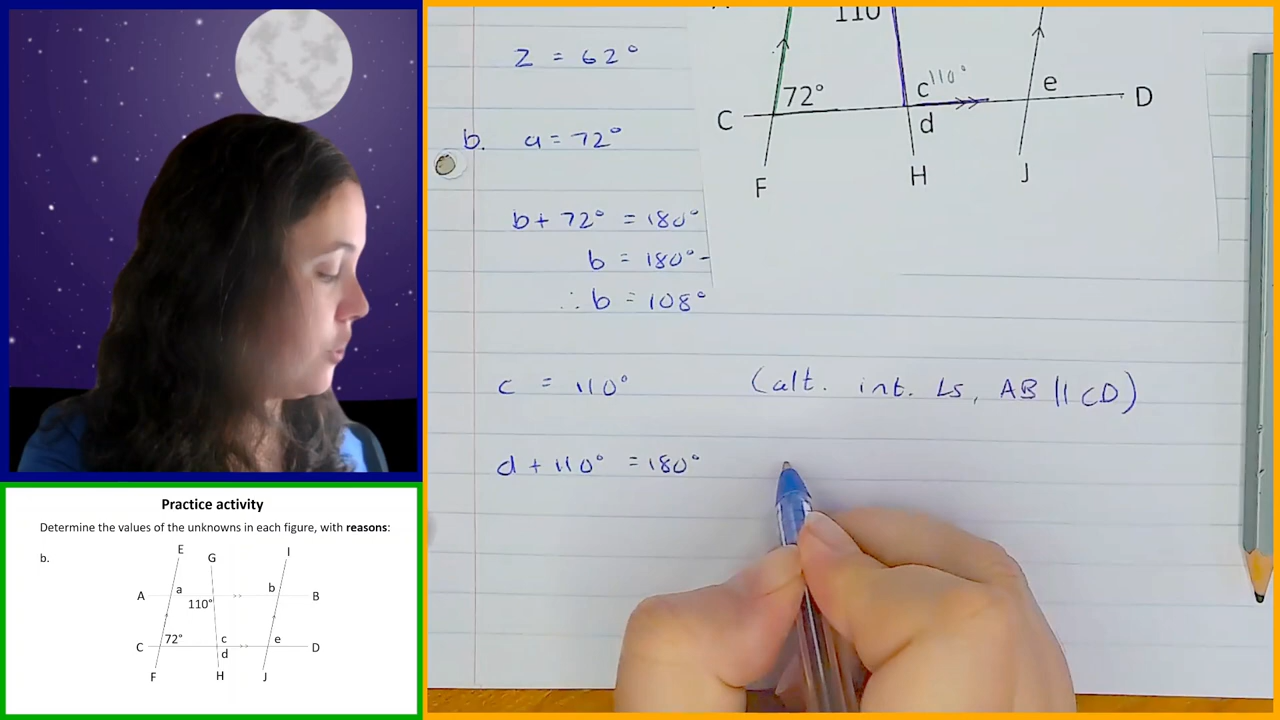 Practice activity
Determine the values of the unknowns in each figure, with reasons:
b.
E
G
I
A
a
b
B
110°
72°
c
e
C
D
d
F
H
J
110
72°
c 110°
e
C
D
d
F
H
J
z = 62°
b. a = 72°
b + 72° = 180°
b = 180° -
∴ b = 108°
c = 110° (alt. int. ∠s, AB || CD)
d + 110° = 180°